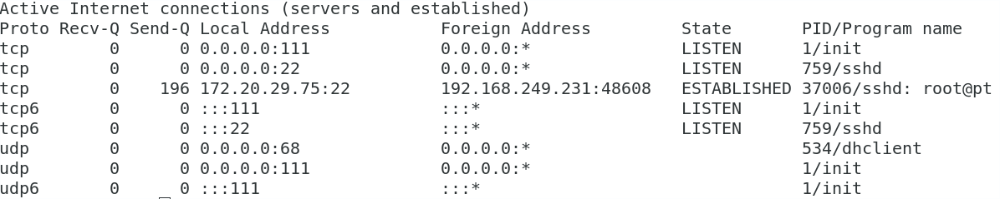 Active Internet connections (servers and established)
Proto Recv-Q Send-Q Local Address           Foreign Address         State       PID/Program name
tcp        0      0 0.0.0.0:111             0.0.0.0:*               LISTEN      1/init
tcp        0      0 0.0.0.0:22              0.0.0.0:*               LISTEN      759/sshd
tcp        0    196 172.20.29.75:22         192.168.249.231:48608   ESTABLISHED 37006/sshd: root@pt
tcp6       0      0 :::111                  :::*                    LISTEN      1/init
tcp6       0      0 :::22                   :::*                    LISTEN      759/sshd
udp        0      0 0.0.0.0:68              0.0.0.0:*                           534/dhclient
udp        0      0 0.0.0.0:111             0.0.0.0:*                           1/init
udp6       0      0 :::111                  :::*                                1/init